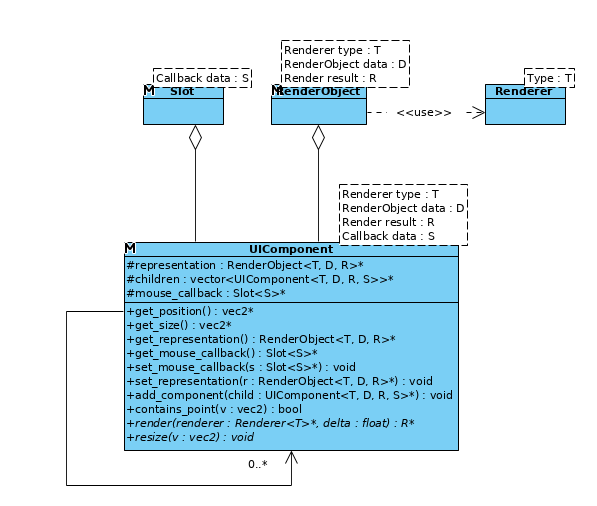 Renderer type : T
RenderObject data : D
Render result : R
Callback data : S
Type : T
M
Slot
M
RenderObject
Renderer
<<use>>
Renderer type : T
RenderObject data : D
Render result : R
Callback data : S
M
UIComponent
#representation : RenderObject<T, D, R>*
#children : vector<UIComponent<T, D, R, S>>*
#mouse_callback : Slot<S>*
+get_position() : vec2*
+get_size() : vec2*
+get_representation() : RenderObject<T, D, R>*
+get_mouse_callback() : Slot<S>*
+set_mouse_callback(s : Slot<S>*) : void
+set_representation(r : RenderObject<T, D, R>*) : void
+add_component(child : UIComponent<T, D, R, S>*) : void
+contains_point(v : vec2) : bool
+render(renderer : Renderer<T>*, delta : float) : R*
+resize(v : vec2) : void
0..*